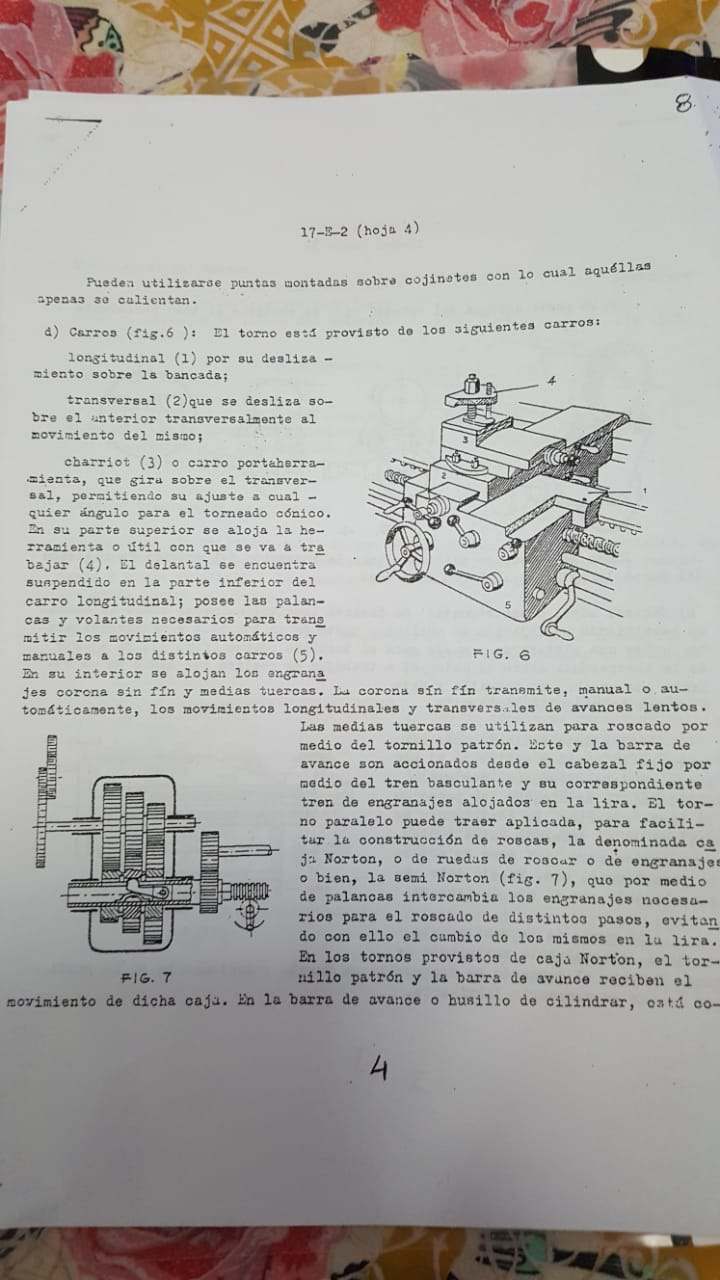 8
17-E-2 (hoja 4)
Pueden utilizarse puntas montadas sobre cojinetes con lo cual aquéllas
apenas se calientan.
d) Carros (fig.6 ): El torno está provisto de los siguientes carros:
longitudinal (1) por su desliza -
miento sobre la bancada;
transversal (2)que se desliza so-
bre el anterior transversalmente al
movimiento del mismo;
charriot (3) o carro portaherra-
mienta, que gira sobre el transver-
sal, permitiendo su ajuste a cual -
quier ángulo para el torneado cónico.
En su parte superior se aloja la he-
rramienta o útil con que se va a tra
bajar (4). El delantal se encuentra
suspendido en la parte inferior del
carro longitudinal; posee las palan-
cas y volantes necesarios para trans
mitir los movimientos automáticos y
manuales a los distintos carros (5).
En su interior se alojan los engrana
4
3
2
1
5
FIG. 6
jes corona sin fín y medias tuercas. La corona sín fín transmite, manual o au-
tomáticamente, los movimientos longitudinales y transversales de avances lentos.
Las medias tuercas se utilizan para roscado por
medio del tornillo patrón. Este y la barra de
avance son accionados desde el cabezal fijo por
medio del tren basculante y su correspondiente
tren de engranajes alojados en la lira. El tor-
no paralelo puede traer aplicada, para facili-
tar la construcción de roscas, la denominada ca
ja Norton, o de ruedas de roscar o de engranajes
o bien, la semi Norton (fig. 7), que por medio
de palancas intercambia los engranajes necesa-
rios para el roscado de distintos pasos, evitan
do con ello el cambio de los mismos en la lira.
En los tornos provistos de caja Norton, el tor-
nillo patrón y la barra de avance reciben el
FIG. 7
movimiento de dicha caja. En la barra de avance o husillo de cilindrar, está co-
4